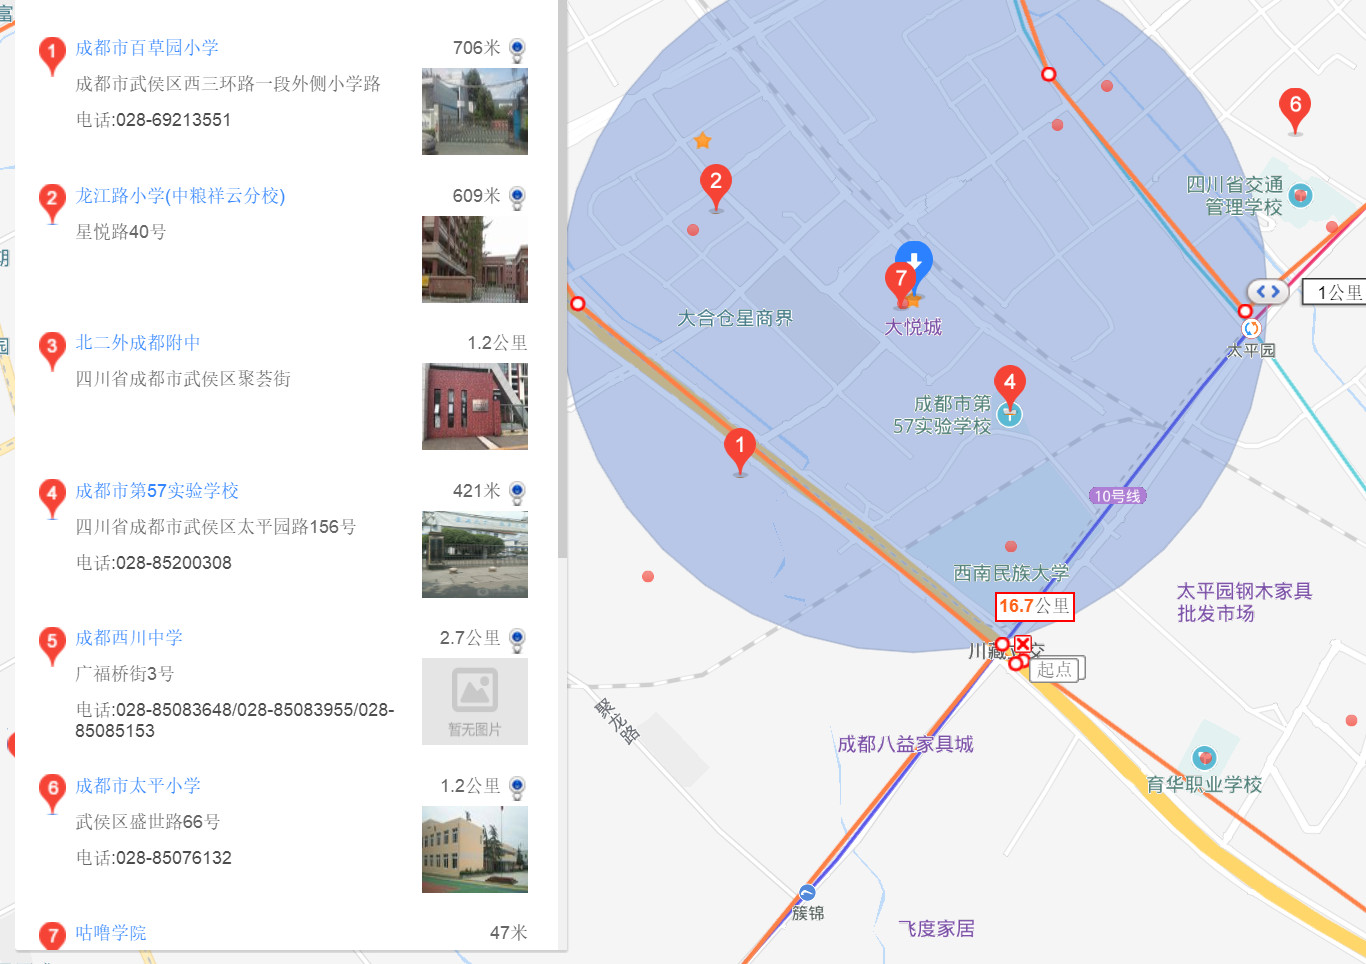 富
1
成都市百草园小学
706米
成都市武侯区西三环路一段外侧小学路
电话:028-69213551
2
龙江路小学(中粮祥云分校)
609米
星悦路40号
3
北二外成都附中
1.2公里
四川省成都市武侯区聚荟街
4
成都市第57实验学校
421米
四川省成都市武侯区太平园路156号
电话:028-85200308
5
成都西川中学
2.7公里
广福桥街3号
电话:028-85083648/028-85083955/028-
85085153
暂无图片
6
成都市太平小学
1.2公里
武侯区盛世路66号
电话:028-85076132
7
咕噜学院
47米
6
2
四川省交通
管理学校
7
大合仓星商界
大悦城
1公里
太平园
4
成都市第
57实验学校
1
10号线
西南民族大学
太平园钢木家具
批发市场
16.7公里
川藏立交
起点
聚龙路
成都八益家具城
育华职业学校
簇锦
飞度家居